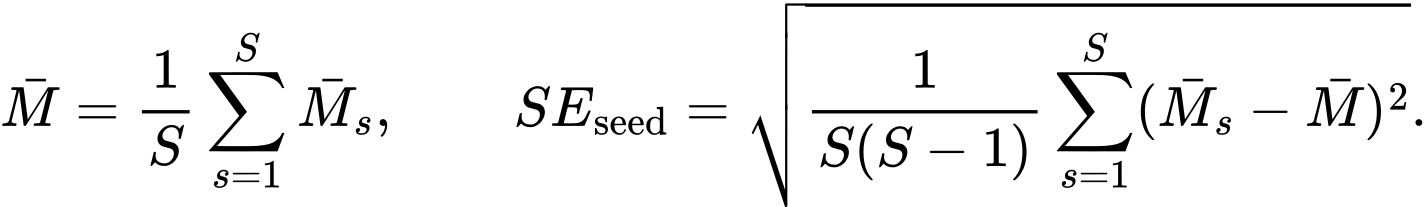 $\bar{M} = \frac{1}{S} \sum_{s=1}^{S} \bar{M}_s, \qquad SE_{\text{seed}} = \sqrt{\frac{1}{S(S-1)} \sum_{s=1}^{S} (\bar{M}_s - \bar{M})^2}.$